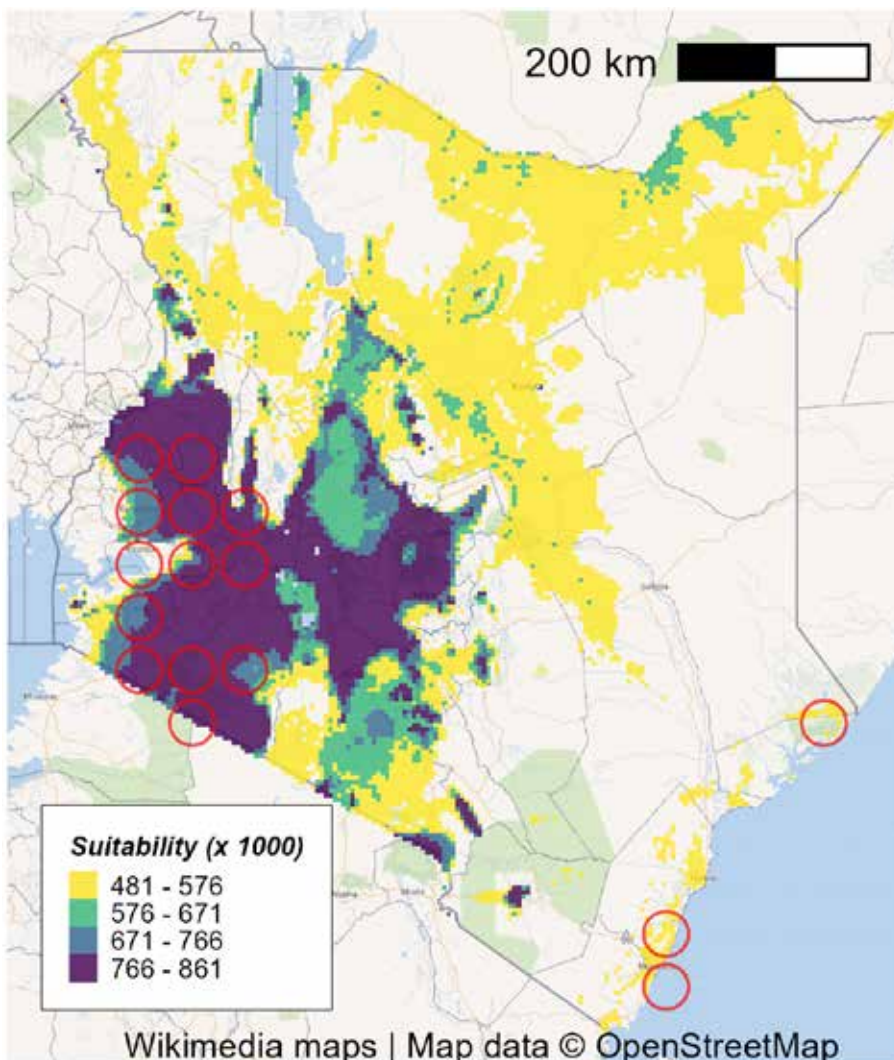 200 km
Suitability (x 1000)
481 - 576
576 - 671
671 - 766
766 - 861
Wikimedia maps | Map data © OpenStreetMap